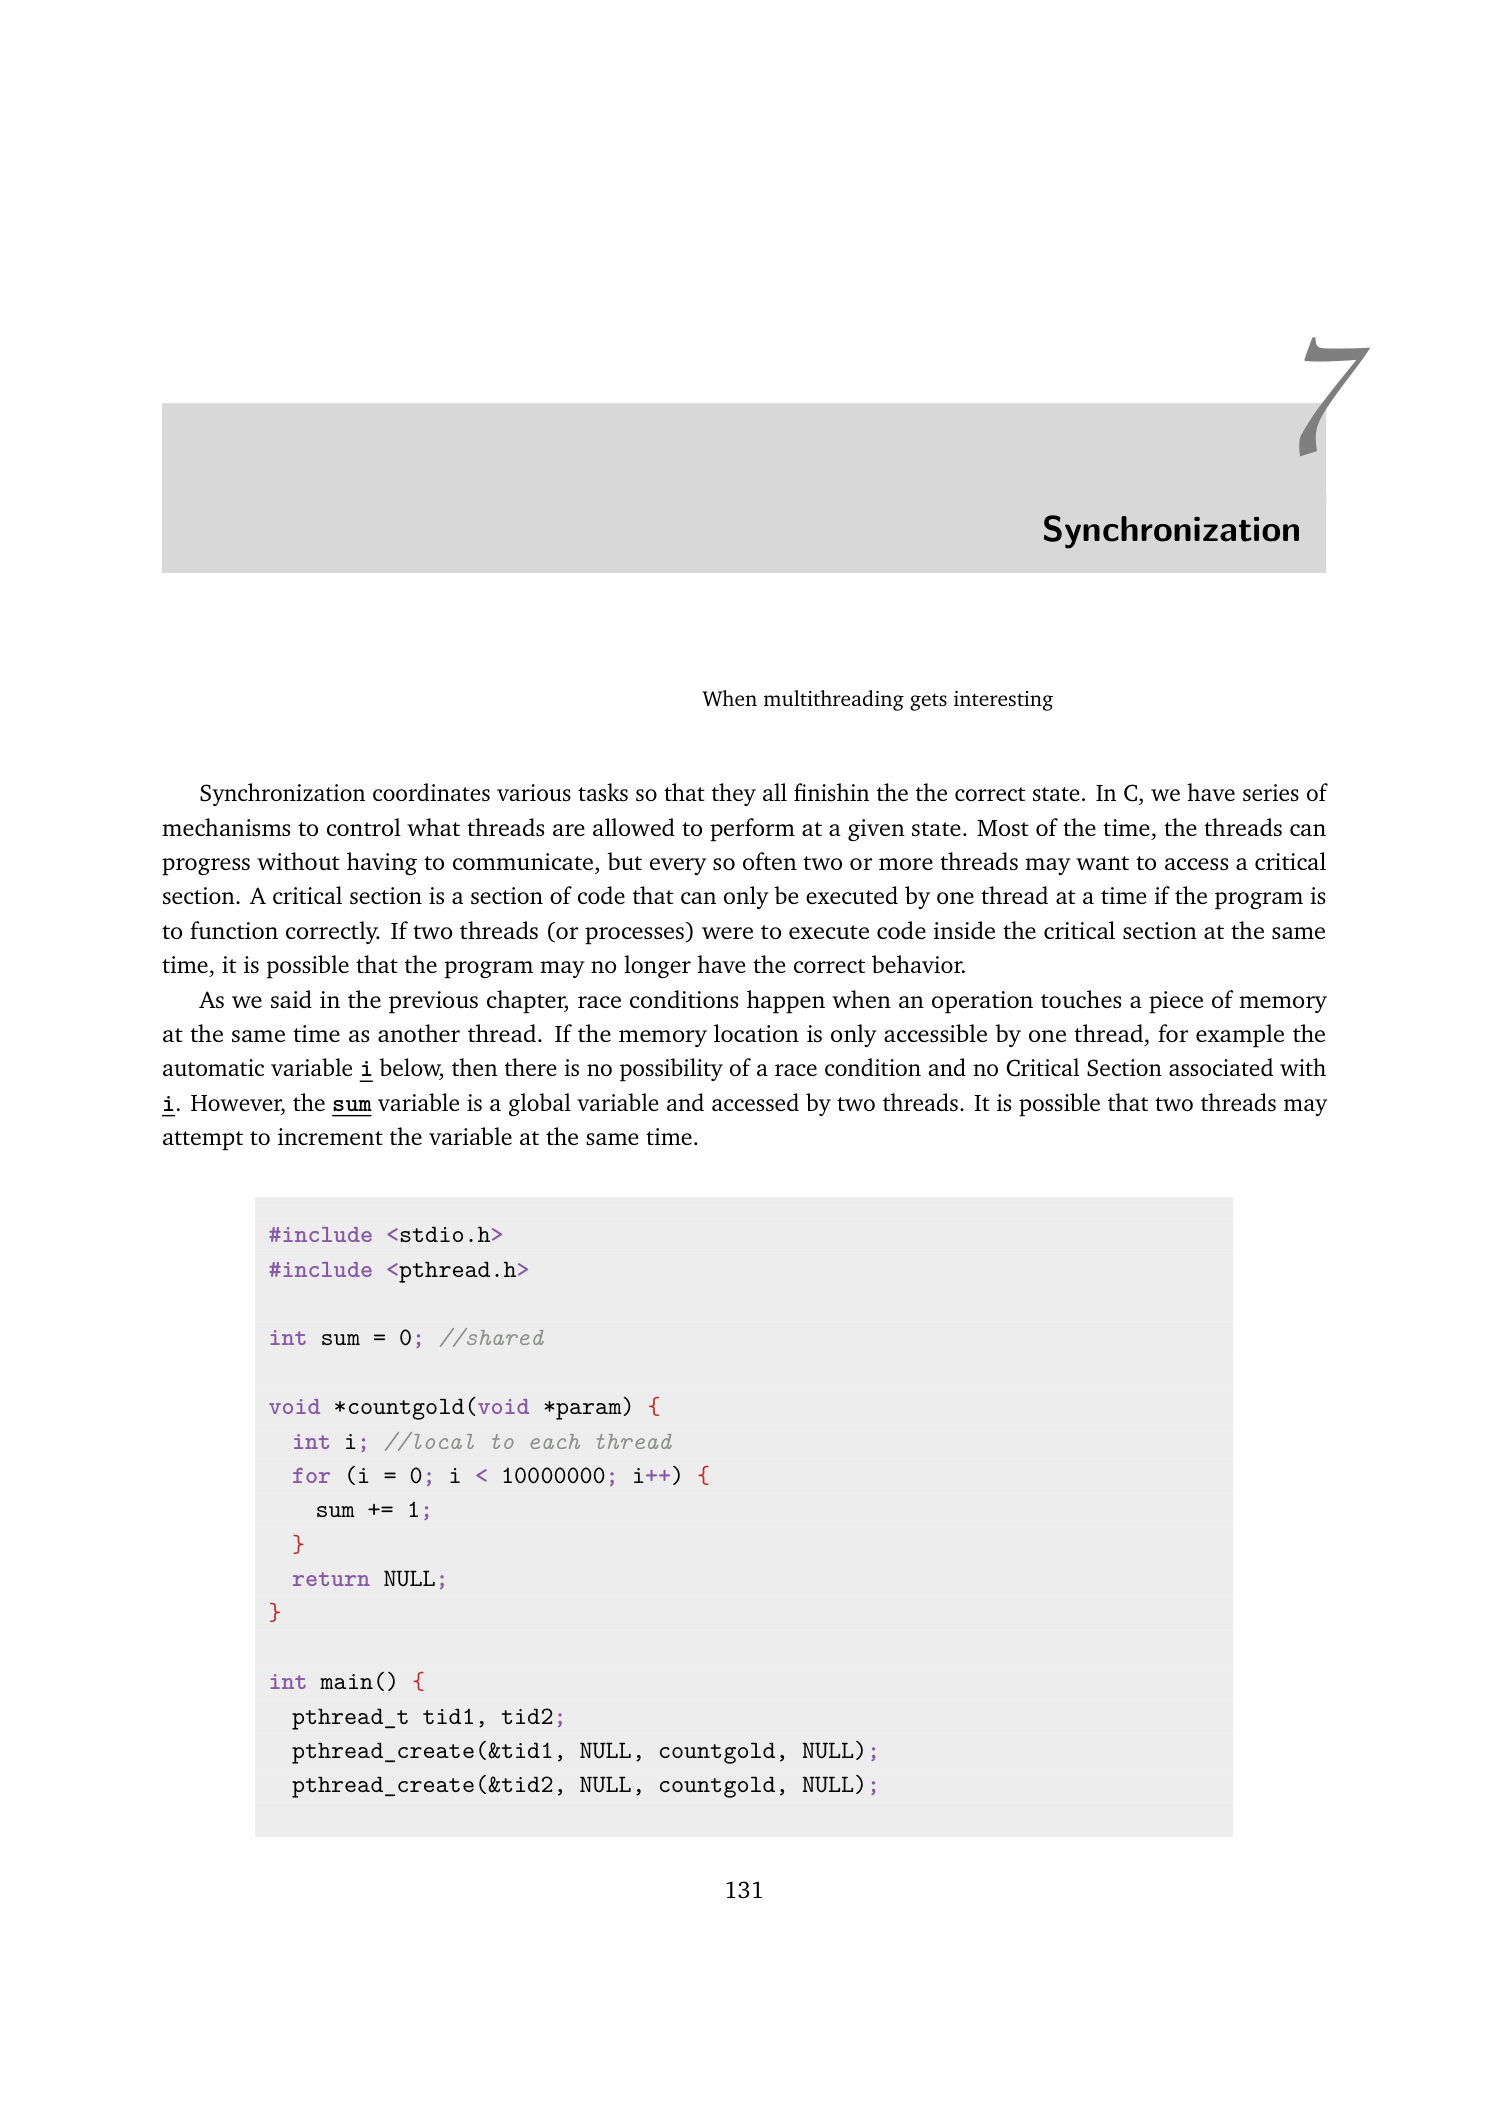 7
Synchronization
When multithreading gets interesting
Synchronization coordinates various tasks so that they all finishin the the correct state. In C, we have series of
mechanisms to control what threads are allowed to perform at a given state. Most of the time, the threads can
progress without having to communicate, but every so often two or more threads may want to access a critical
section. A critical section is a section of code that can only be executed by one thread at a time if the program is
to function correctly. If two threads (or processes) were to execute code inside the critical section at the same
time, it is possible that the program may no longer have the correct behavior.
As we said in the previous chapter, race conditions happen when an operation touches a piece of memory
at the same time as another thread. If the memory location is only accessible by one thread, for example the
automatic variable i below, then there is no possibility of a race condition and no Critical Section associated with
i. However, the sum variable is a global variable and accessed by two threads. It is possible that two threads may
attempt to increment the variable at the same time.
#include <stdio.h>
#include <pthread.h>
int sum = 0; //shared
void *countgold(void *param) {
  int i; //local to each thread
  for (i = 0; i < 10000000; i++) {
    sum += 1;
  }
  return NULL;
}
int main() {
  pthread_t tid1, tid2;
  pthread_create(&tid1, NULL, countgold, NULL);
  pthread_create(&tid2, NULL, countgold, NULL);
131